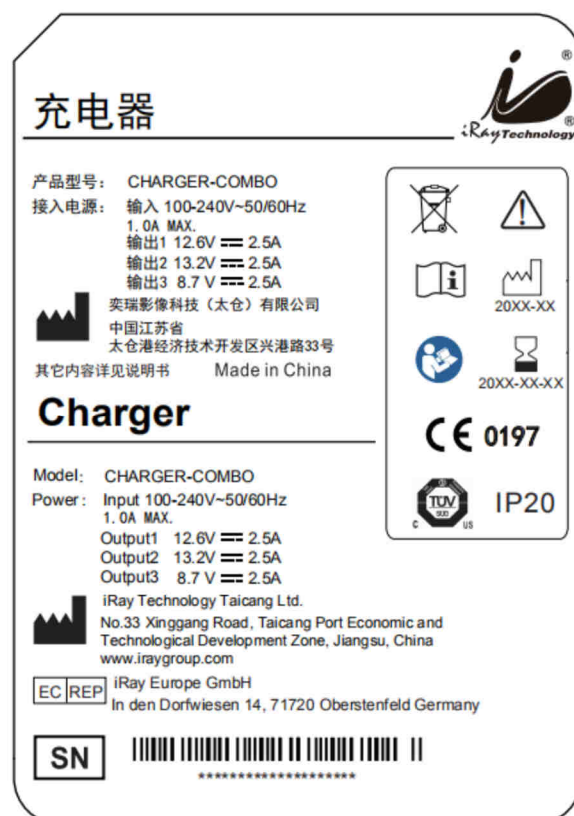 充电器
iRay Technology
®
®
产品型号： CHARGER-COMBO
接入电源： 输入 100-240V~50/60Hz
1.0A MAX.
输出1 12.6V ⎓ 2.5A
输出2 13.2V ⎓ 2.5A
输出3 8.7 V ⎓ 2.5A
奕瑞影像科技（太仓）有限公司
中国江苏省
太仓港经济技术开发区兴港路33号
其它内容详见说明书 Made in China
Charger
Model: CHARGER-COMBO
Power: Input 100-240V~50/60Hz
1.0A MAX.
Output1 12.6V ⎓ 2.5A
Output2 13.2V ⎓ 2.5A
Output3 8.7 V ⎓ 2.5A
iRay Technology Taicang Ltd.
No.33 Xinggang Road, Taicang Port Economic and
Technological Development Zone, Jiangsu, China
www.iraygroup.com
EC REP
iRay Europe GmbH
In den Dorfwiesen 14, 71720 Oberstenfeld Germany
SN
********************
i
20XX-XX
20XX-XX-XX
CE 0197
TÜV
SÜD
C US
IP20